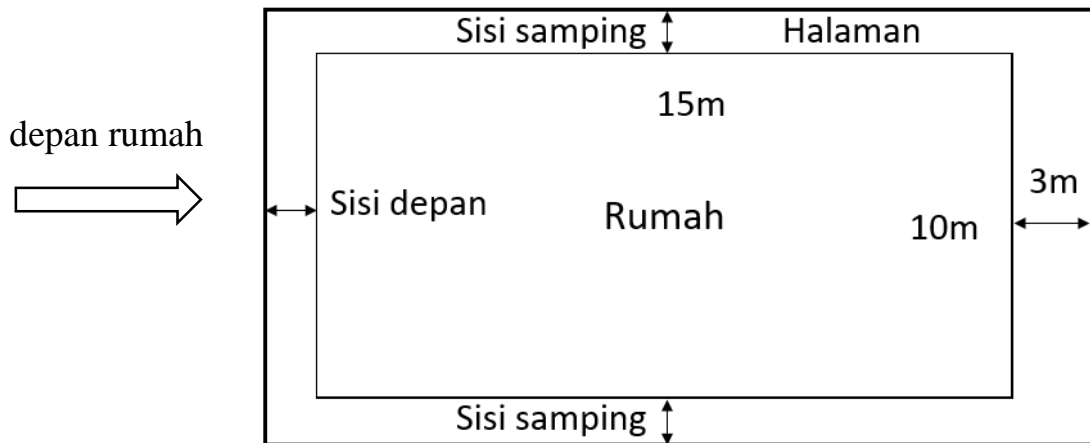 Sisi samping
Halaman
15m
depan rumah
3m
Sisi depan
Rumah
10m
Sisi samping